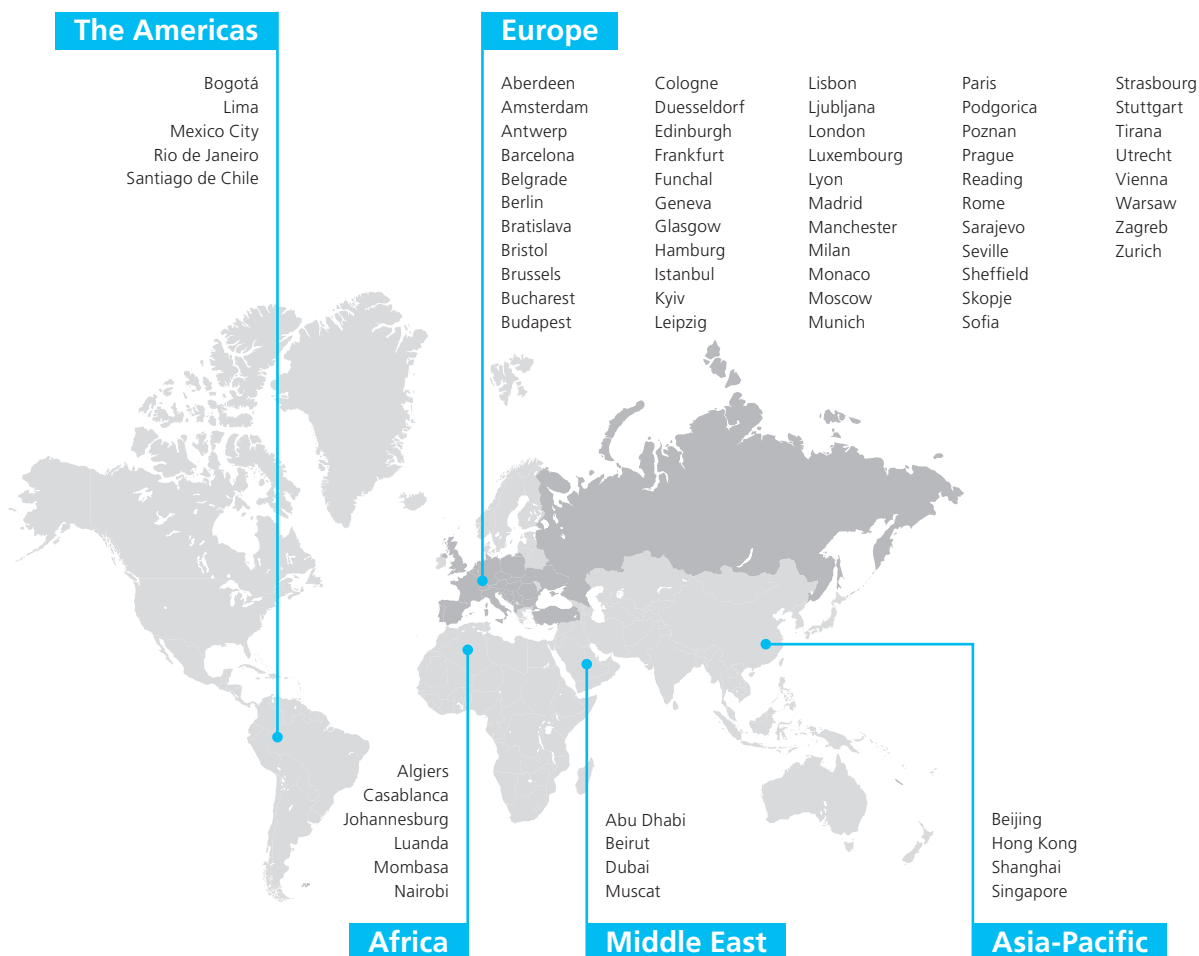 The Americas
Bogotá
Lima
Mexico City
Rio de Janeiro
Santiago de Chile
Europe
Aberdeen
Amsterdam
Antwerp
Barcelona
Belgrade
Berlin
Bratislava
Bristol
Brussels
Bucharest
Budapest
Cologne
Duesseldorf
Edinburgh
Frankfurt
Funchal
Geneva
Glasgow
Hamburg
Istanbul
Kyiv
Leipzig
Lisbon
Ljubljana
London
Luxembourg
Lyon
Madrid
Manchester
Milan
Monaco
Moscow
Munich
Paris
Podgorica
Poznan
Prague
Reading
Rome
Sarajevo
Seville
Sheffield
Skopje
Sofia
Strasbourg
Stuttgart
Tirana
Utrecht
Vienna
Warsaw
Zagreb
Zurich
Algiers
Casablanca
Johannesburg
Luanda
Mombasa
Nairobi
Africa
Abu Dhabi
Beirut
Dubai
Muscat
Middle East
Beijing
Hong Kong
Shanghai
Singapore
Asia-Pacific